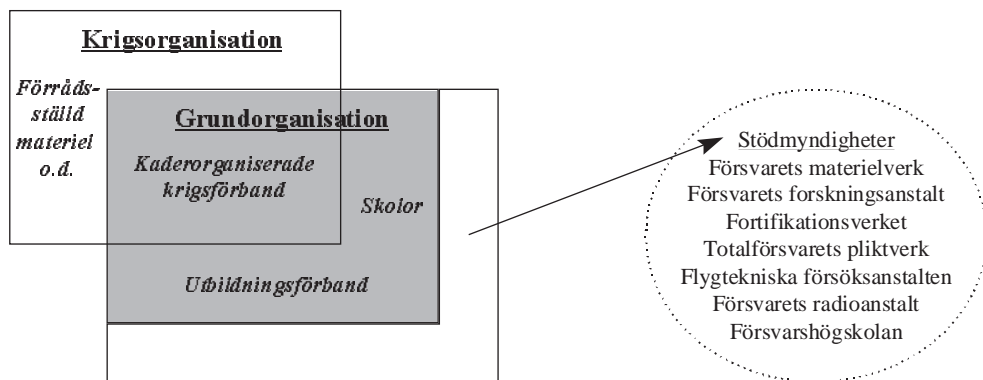 Krigsorganisation
Förråds-
ställd
materiel
o.d.
Grundorganisation
Kaderorganiserade
krigsförband
Skolor
Utbildningsförband
Stödmyndigheter
Försvarets materielverk
Försvarets forskningsanstalt
Fortifikationsverket
Totalförsvarets pliktverk
Flygtekniska försöksanstalten
Försvarets radioanstalt
Försvarshögskolan